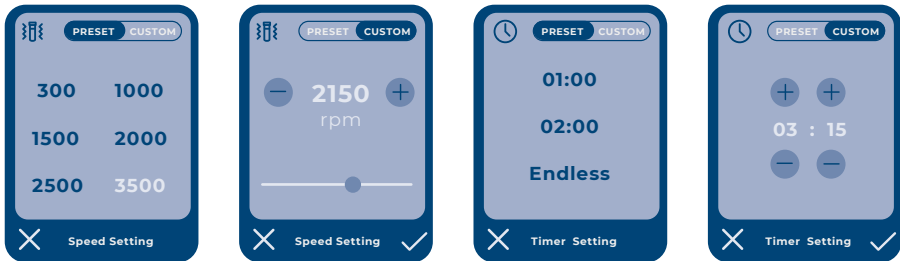 PRESET CUSTOM
300 1000
1500 2000
2500 3500
Speed Setting
PRESET CUSTOM
2150
rpm
Speed Setting
PRESET CUSTOM
01:00
02:00
Endless
Timer Setting
PRESET CUSTOM
03 : 15
Timer Setting